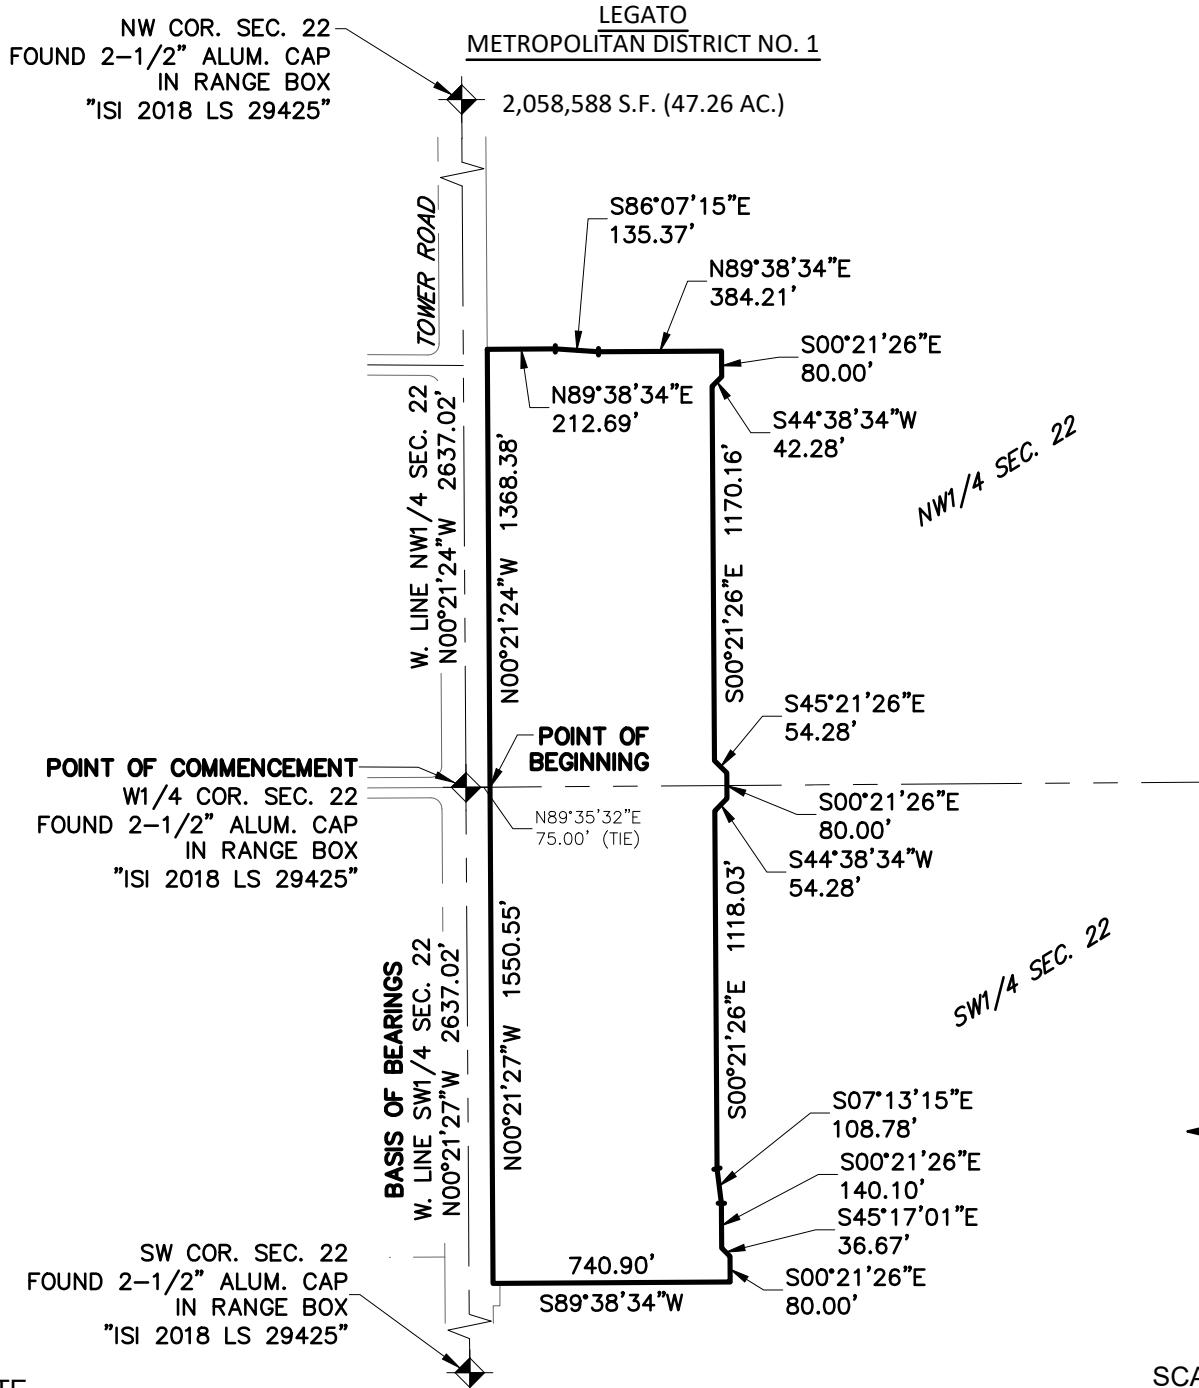 LEGATO
METROPOLITAN DISTRICT NO. 1
2,058,588 S.F. (47.26 AC.)
NW COR. SEC. 22
FOUND 2-1/2" ALUM. CAP
IN RANGE BOX
"ISI 2018 LS 29425"
TOWER ROAD
S86°07'15"E
135.37'
N89°38'34"E
384.21'
S00°21'26"E
80.00'
N89°38'34"E
212.69'
S44°38'34"W
42.28'
W. LINE NW1/4 SEC. 22
N00°21'24"W 2637.02'
N00°21'24"W 1368.38'
S00°21'26"E 1170.16'
NW1/4 SEC. 22
S45°21'26"E
54.28'
POINT OF
BEGINNING
POINT OF COMMENCEMENT
W1/4 COR. SEC. 22
FOUND 2-1/2" ALUM. CAP
IN RANGE BOX
"ISI 2018 LS 29425"
N89°35'32"E
75.00' (TIE)
S00°21'26"E
80.00'
S44°38'34"W
54.28'
BASIS OF BEARINGS
W. LINE SW1/4 SEC. 22
N00°21'27"W 2637.02'
N00°21'27"W 1550.55'
S00°21'26"E 1118.03'
SW1/4 SEC. 22
S07°13'15"E
108.78'
S00°21'26"E
140.10'
S45°17'01"E
36.67'
S00°21'26"E
80.00'
740.90'
S89°38'34"W
SW COR. SEC. 22
FOUND 2-1/2" ALUM. CAP
IN RANGE BOX
"ISI 2018 LS 29425"